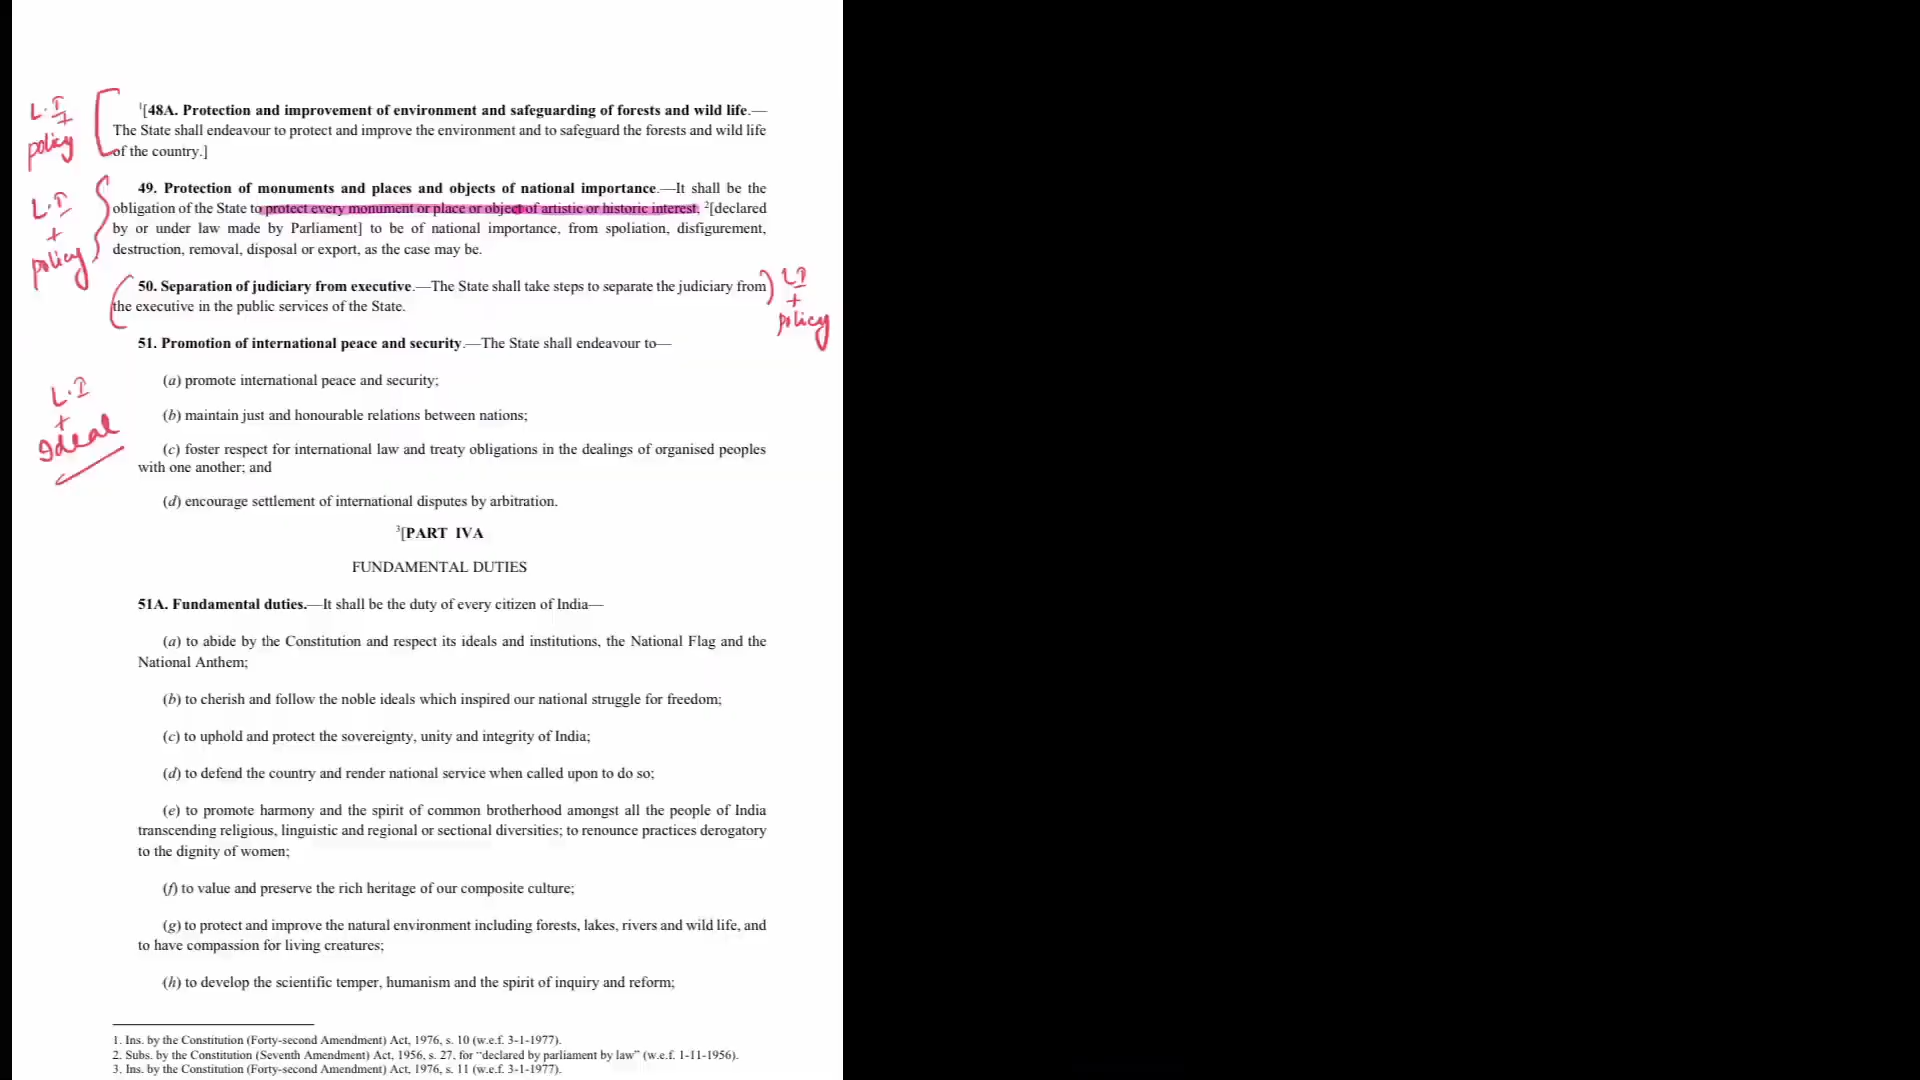 L.I
+
policy
¹[48A. Protection and improvement of environment and safeguarding of forests and wild life.—
The State shall endeavour to protect and improve the environment and to safeguard the forests and wild life
of the country.]
L.I
+
policy
49. Protection of monuments and places and objects of national importance.—It shall be the
obligation of the State to protect every monument or place or object of artistic or historic interest, ²[declared
by or under law made by Parliament] to be of national importance, from spoliation, disfigurement,
destruction, removal, disposal or export, as the case may be.
50. Separation of judiciary from executive.—The State shall take steps to separate the judiciary from
the executive in the public services of the State.
LI
+
policy
51. Promotion of international peace and security.—The State shall endeavour to—
L.I
+
Ideal
(a) promote international peace and security;
(b) maintain just and honourable relations between nations;
(c) foster respect for international law and treaty obligations in the dealings of organised peoples
with one another; and
(d) encourage settlement of international disputes by arbitration.
³[PART IVA
FUNDAMENTAL DUTIES
51A. Fundamental duties.—It shall be the duty of every citizen of India—
(a) to abide by the Constitution and respect its ideals and institutions, the National Flag and the
National Anthem;
(b) to cherish and follow the noble ideals which inspired our national struggle for freedom;
(c) to uphold and protect the sovereignty, unity and integrity of India;
(d) to defend the country and render national service when called upon to do so;
(e) to promote harmony and the spirit of common brotherhood amongst all the people of India
transcending religious, linguistic and regional or sectional diversities; to renounce practices derogatory
to the dignity of women;
(f) to value and preserve the rich heritage of our composite culture;
(g) to protect and improve the natural environment including forests, lakes, rivers and wild life, and
to have compassion for living creatures;
(h) to develop the scientific temper, humanism and the spirit of inquiry and reform;
1. Ins. by the Constitution (Forty-second Amendment) Act, 1976, s. 10 (w.e.f. 3-1-1977).
2. Subs. by the Constitution (Seventh Amendment) Act, 1956, s. 27, for “declared by parliament by law” (w.e.f. 1-11-1956).
3. Ins. by the Constitution (Forty-second Amendment) Act, 1976, s. 11 (w.e.f. 3-1-1977).